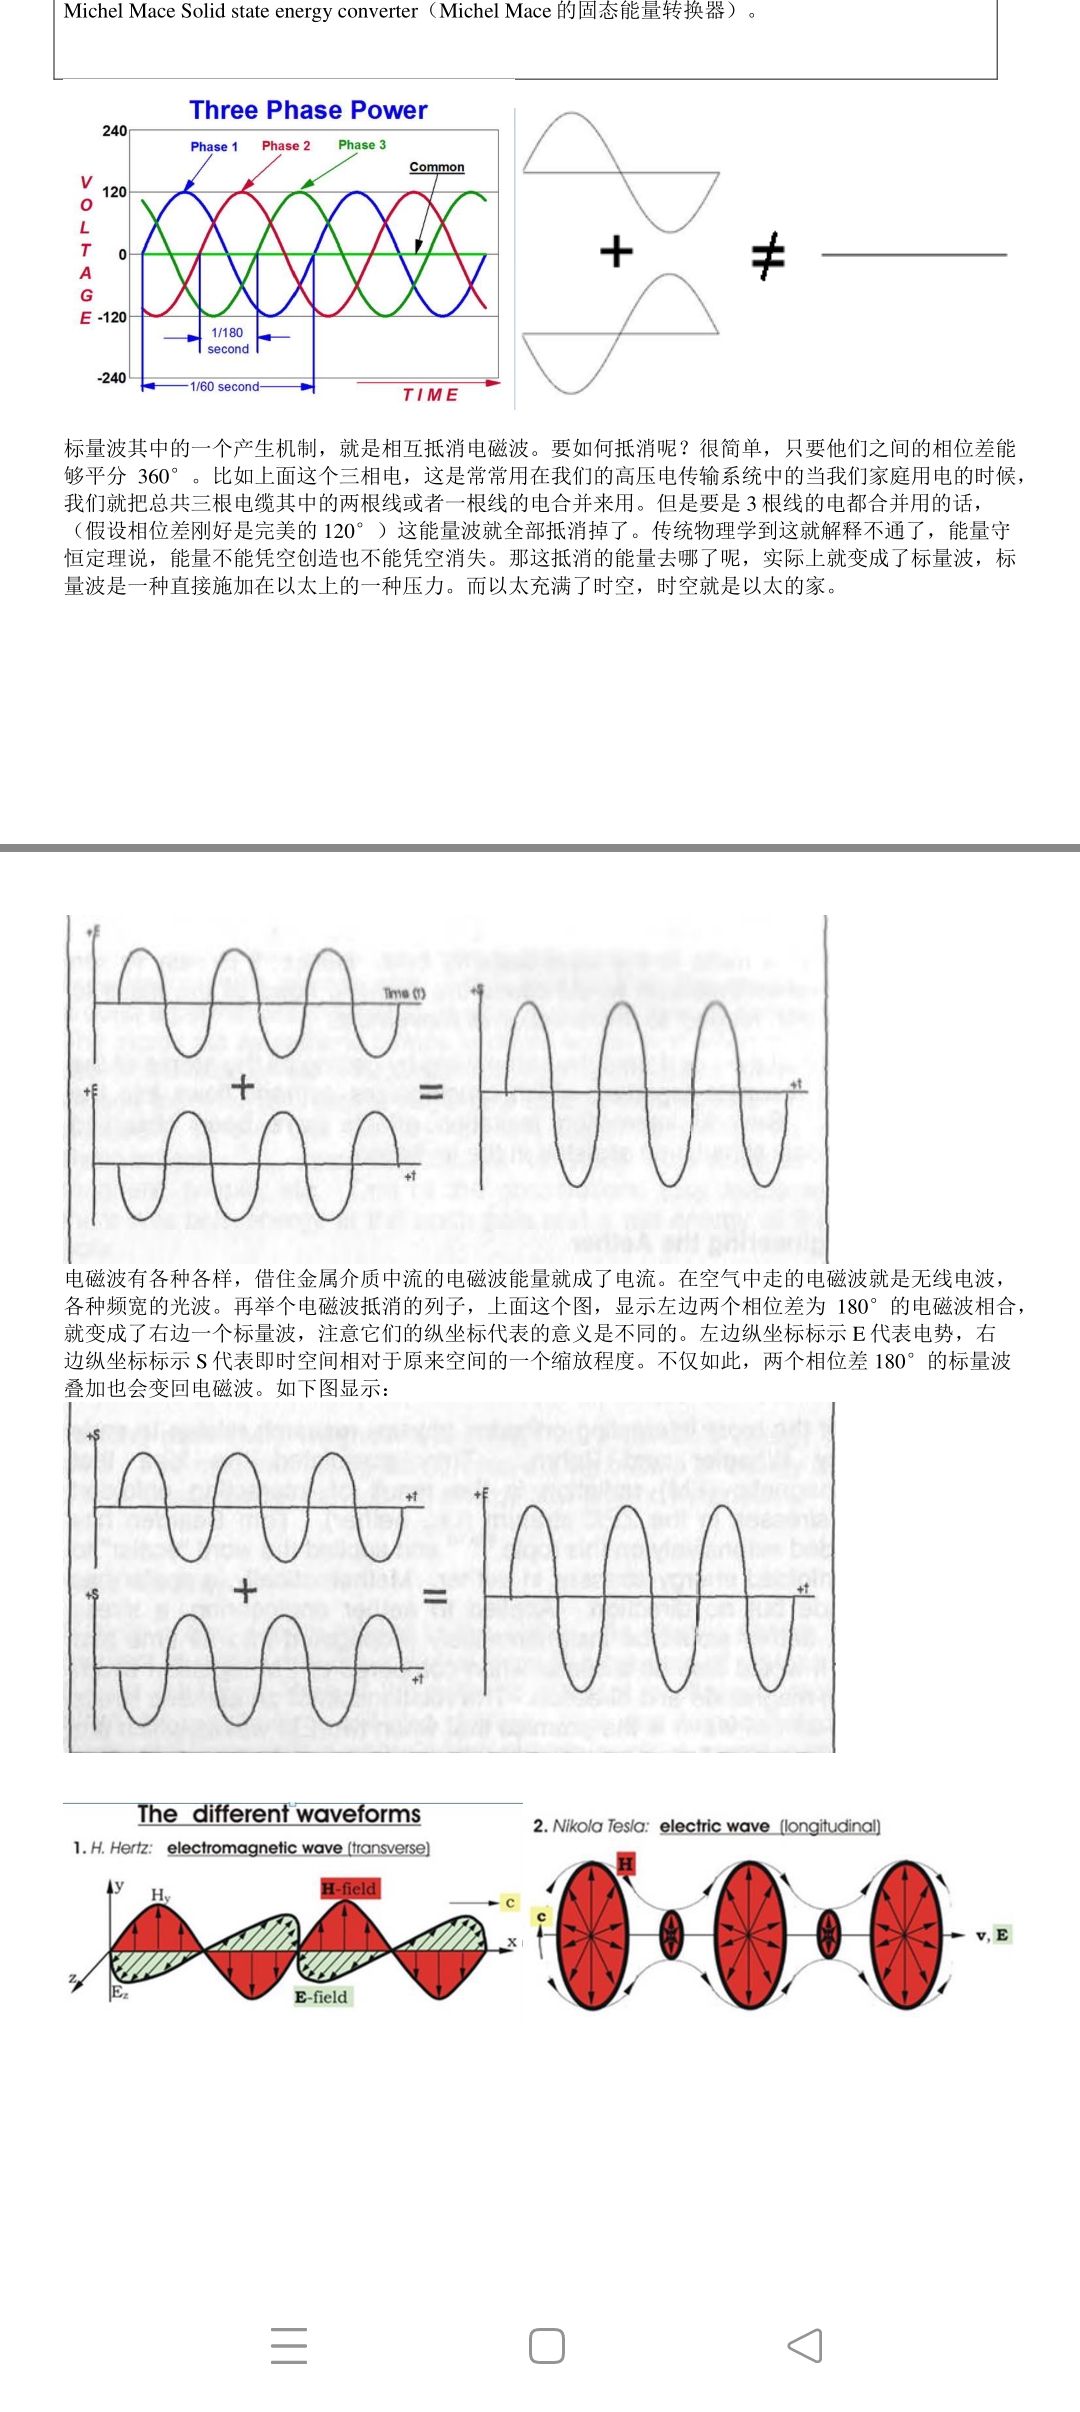 Michel Mace Solid state energy converter（Michel Mace 的固态能量转换器）。
Three Phase Power
240
Phase 1
Phase 2
Phase 3
Common
VOLTAGE
120
0
-120
1/180
second
-240
1/60 second
TIME
+
≠
标量波其中的一个产生机制，就是相互抵消电磁波。要如何抵消呢？很简单，只要他们之间的相位差能
够平分 360°。比如上面这个三相电，这是常常用在我们的高压电传输系统中的当我们家庭用电的时候，
我们就把总共三根电缆其中的两根线或者一根线的电合并来用。但是要是 3 根线的电都合并用的话，
（假设相位差刚好是完美的 120°）这能量波就全部抵消掉了。传统物理学到这就解释不通了，能量守
恒定理说，能量不能凭空创造也不能凭空消失。那这抵消的能量去哪了呢，实际上就变成了标量波，标
量波是一种直接施加在以太上的一种压力。而以太充满了时空，时空就是以太的家。
+E
Time (t)
+S
+E
+
=
+t
+t
电磁波有各种各样，借住金属介质中流的电磁波能量就成了电流。在空气中走的电磁波就是无线电波，
各种频宽的光波。再举个电磁波抵消的列子，上面这个图，显示左边两个相位差为 180°的电磁波相合，
就变成了右边一个标量波，注意它们的纵坐标代表的意义是不同的。左边纵坐标标示 E 代表电势，右
边纵坐标标示 S 代表即时空间相对于原来空间的一个缩放程度。不仅如此，两个相位差 180°的标量波
叠加也会变回电磁波。如下图显示：
+S
+t
+E
+S
+
=
+t
+t
The different waveforms
1. H. Hertz: electromagnetic wave (transverse)
y
Hy
H-field
c
x
z
Ez
E-field
2. Nikola Tesla: electric wave (longitudinal)
H
c
v, E